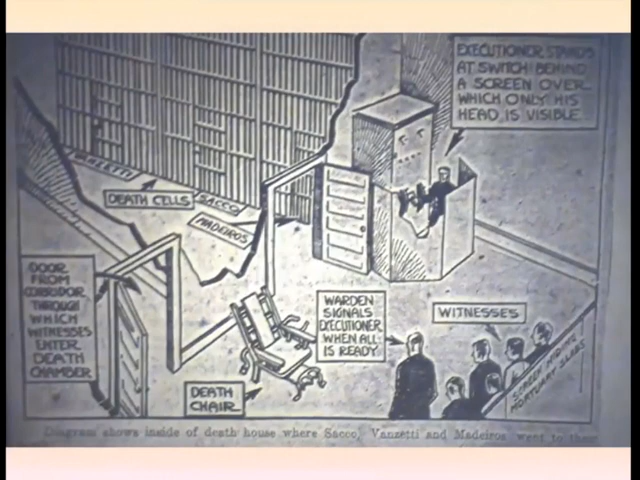 EXECUTIONER STANDS
AT SWITCH BEHIND
A SCREEN OVER
WHICH ONLY HIS
HEAD IS VISIBLE.
VANZETTI
DEATH CELLS
SACCO
MADEIROS
DOOR
FROM
CORRIDOR
THROUGH
WHICH
WITNESSES
ENTER
DEATH
CHAMBER
WARDEN
SIGNALS
EXECUTIONER
WHEN ALL
IS READY
WITNESSES
DEATH
CHAIR
SCREEN HIDING
MORTUARY SLABS
Diagram shows inside of death house where Sacco, Vanzetti and Madeiros went to their